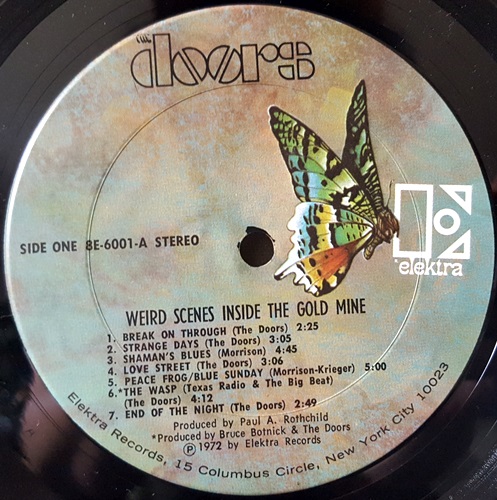 THE
doors
SIDE ONE 8E-6001-A STEREO
elektra
WEIRD SCENES INSIDE THE GOLD MINE
1. BREAK ON THROUGH (The Doors) 2:25
2. STRANGE DAYS (The Doors) 3:05
3. SHAMAN'S BLUES (Morrison) 4:45
4. LOVE STREET (The Doors) 3:06
5. PEACE FROG/BLUE SUNDAY (Morrison-Krieger) 5:00
6.*THE WASP (Texas Radio & The Big Beat)
(The Doors) 4:12
7. END OF THE NIGHT (The Doors) 2:49
Produced by Paul A. Rothchild
*Produced by Bruce Botnick & The Doors
℗ 1972 by Elektra Records
Elektra Records, 15 Columbus Circle, New York City 10023